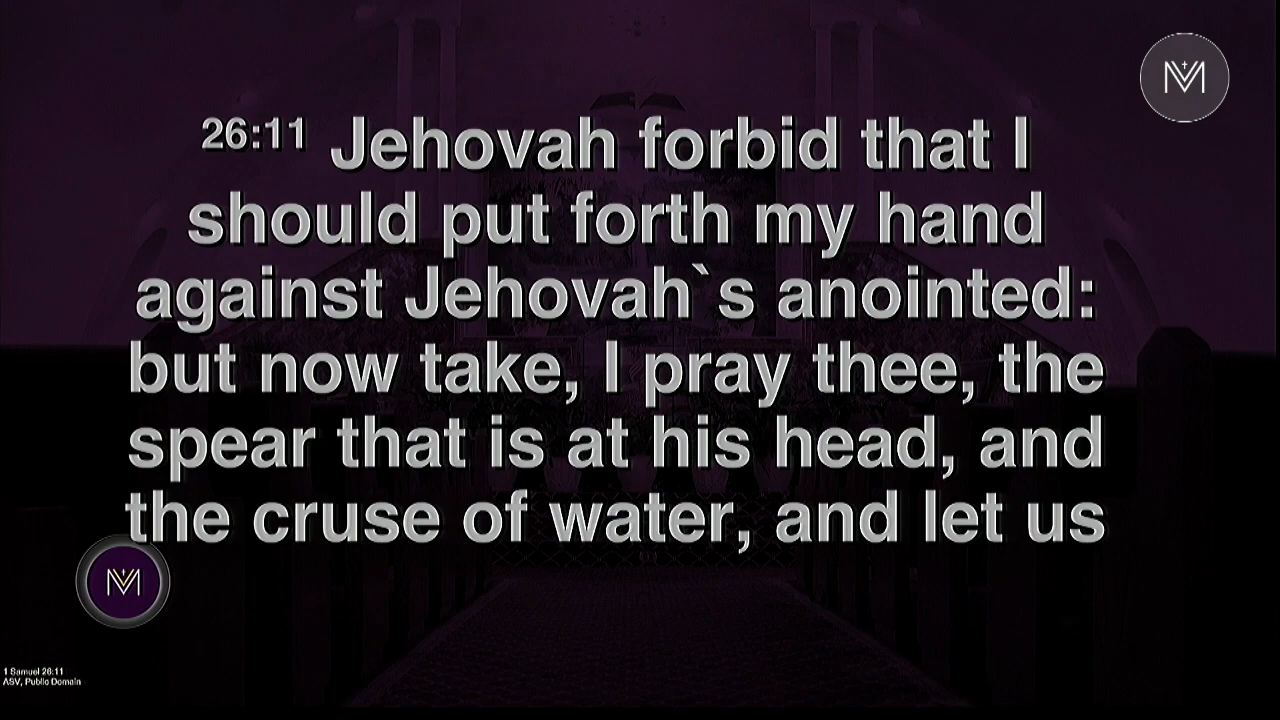 26:11 Jehovah forbid that I
should put forth my hand
against Jehovah`s anointed:
but now take, I pray thee, the
spear that is at his head, and
the cruse of water, and let us
1 Samuel 26:11
ASV, Public Domain